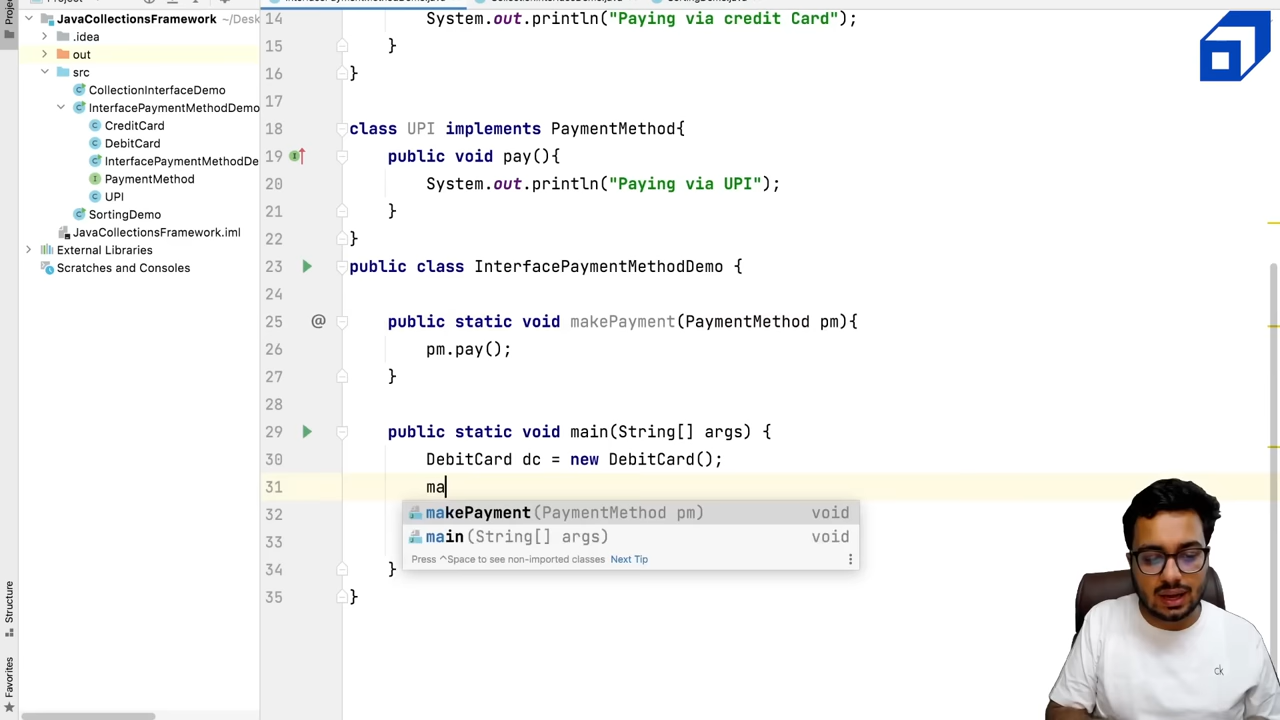 JavaCollectionsFramework ~/Desk
.idea
out
src
CollectionInterfaceDemo
InterfacePaymentMethodDemo
CreditCard
DebitCard
InterfacePaymentMethodDe
PaymentMethod
UPI
SortingDemo
JavaCollectionsFramework.iml
External Libraries
Scratches and Consoles
Structure
Favorites
14 System.out.println("Paying via credit Card");
15 }
16 }
17
18 class UPI implements PaymentMethod{
19 public void pay(){
20 System.out.println("Paying via UPI");
21 }
22 }
23 public class InterfacePaymentMethodDemo {
24
25 @ public static void makePayment(PaymentMethod pm){
26 pm.pay();
27 }
28
29 public static void main(String[] args) {
30 DebitCard dc = new DebitCard();
31 ma
32 makePayment(PaymentMethod pm) void
33 main(String[] args) void
Press ^Space to see non-imported classes Next Tip
34 }
35 }
ck